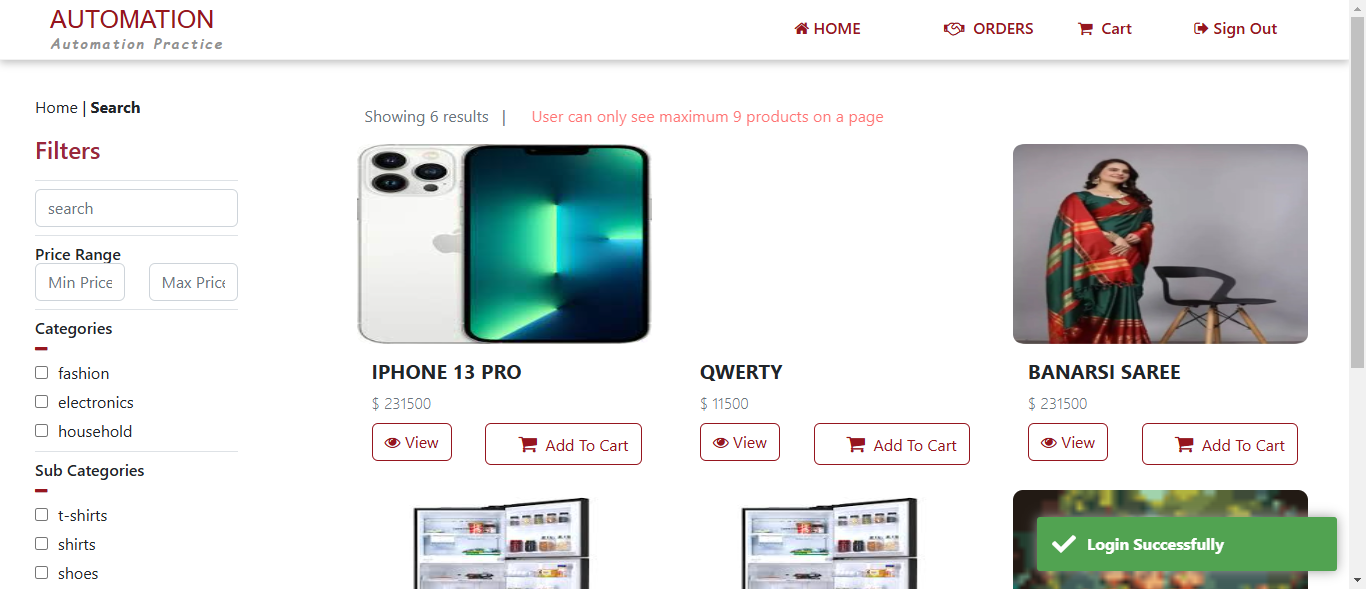 AUTOMATION
Automation Practice
HOME
ORDERS
Cart
Sign Out
Home | Search
Filters
search
Price Range
Min Price
Max Price
Categories
fashion
electronics
household
Sub Categories
t-shirts
shirts
shoes
Showing 6 results |
User can only see maximum 9 products on a page
IPHONE 13 PRO
$ 231500
View
Add To Cart
QWERTY
$ 11500
View
Add To Cart
BANARSI SAREE
$ 231500
View
Add To Cart
Login Successfully